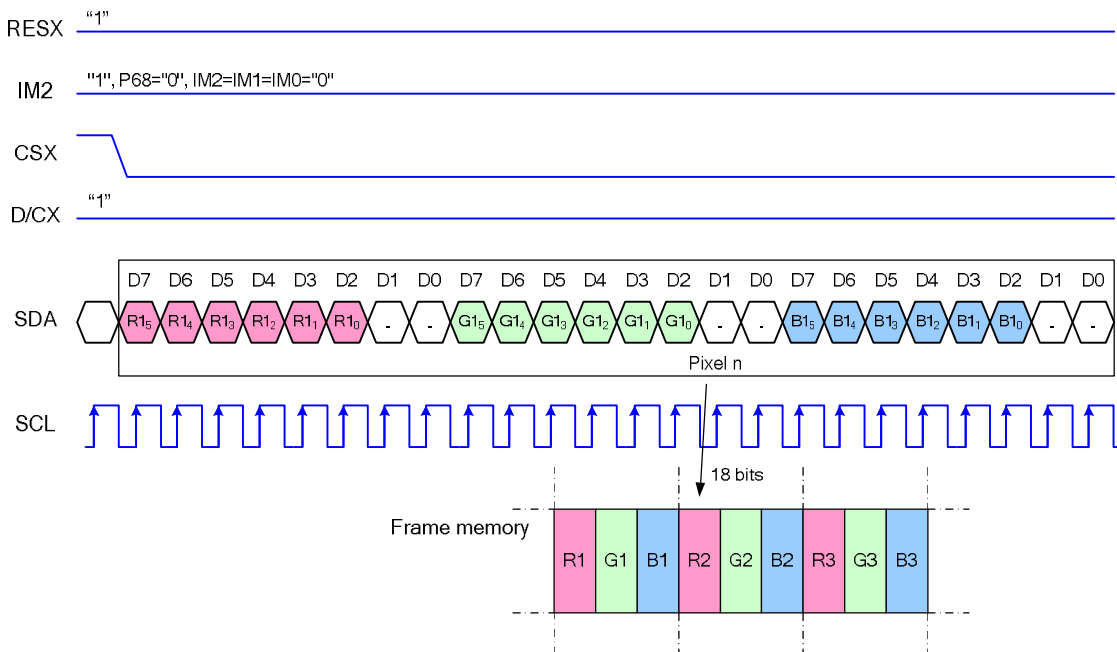 RESX “1”
IM2 "1", P68="0", IM2=IM1=IM0="0"
CSX
D/CX “1”
D7 D6 D5 D4 D3 D2 D1 D0 D7 D6 D5 D4 D3 D2 D1 D0 D7 D6 D5 D4 D3 D2 D1 D0
SDA R1₅ R1₄ R1₃ R1₂ R1₁ R1₀ - - G1₅ G1₄ G1₃ G1₂ G1₁ G1₀ - - B1₅ B1₄ B1₃ B1₂ B1₁ B1₀ - -
Pixel n
SCL
18 bits
Frame memory
R1 G1 B1 R2 G2 B2 R3 G3 B3